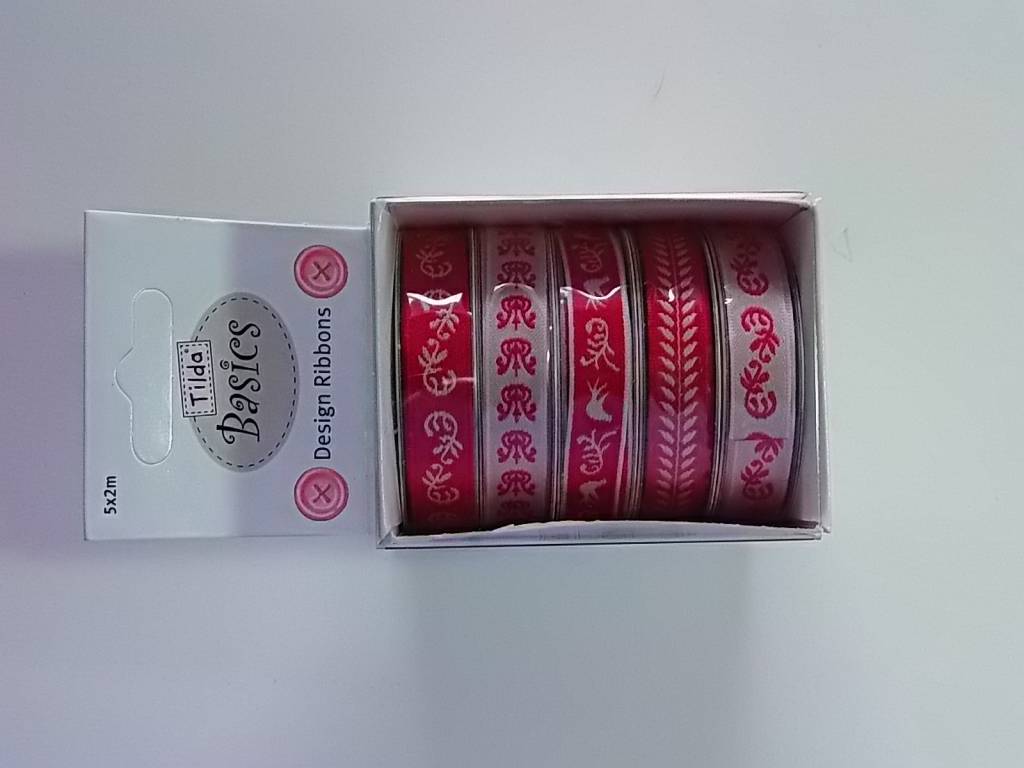 5x2m
Tilda
BasIcs
Design Ribbons